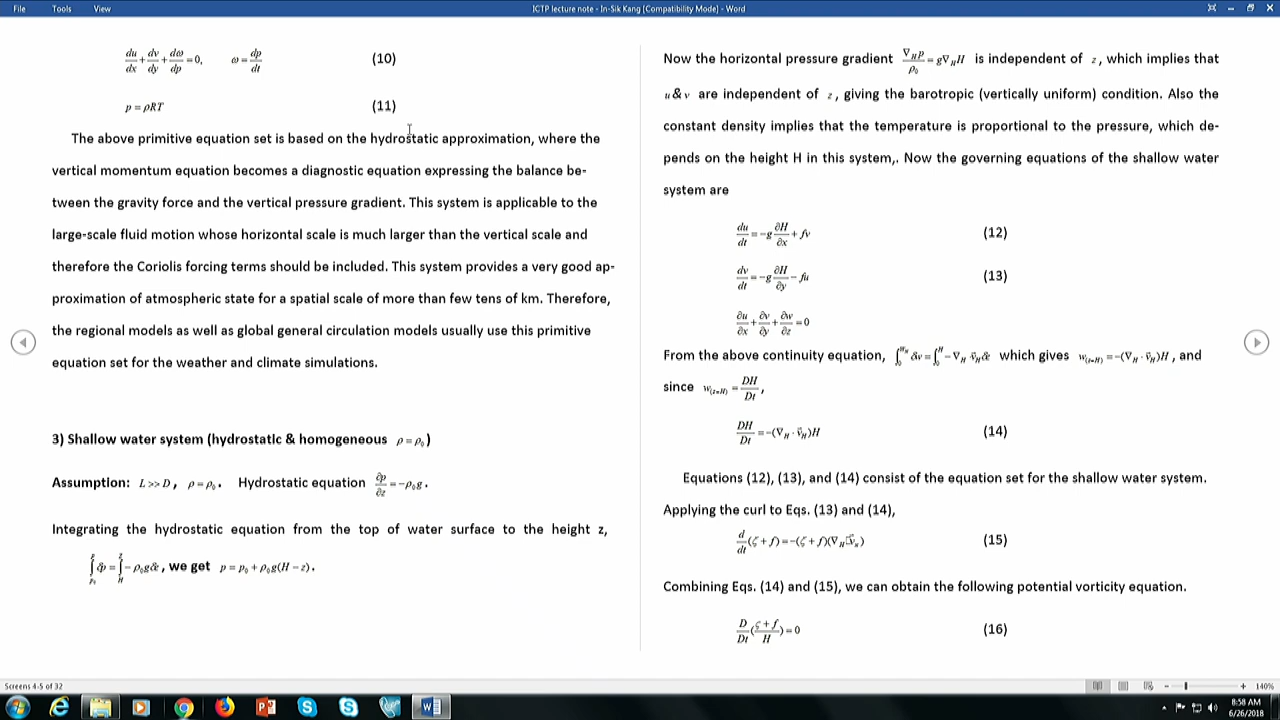 File Tools View ICTP lecture note - In-Sik Kang [Compatibility Mode] - Word
du/dx + dv/dy + dω/dp = 0, ω = dp/dt (10)
p = ρRT (11)
The above primitive equation set is based on the hydrostatic approximation, where the
vertical momentum equation becomes a diagnostic equation expressing the balance be-
tween the gravity force and the vertical pressure gradient. This system is applicable to the
large-scale fluid motion whose horizontal scale is much larger than the vertical scale and
therefore the Coriolis forcing terms should be included. This system provides a very good ap-
proximation of atmospheric state for a spatial scale of more than few tens of km. Therefore,
the regional models as well as global general circulation models usually use this primitive
equation set for the weather and climate simulations.
3) Shallow water system (hydrostatic & homogeneous ρ = ρ₀)
Assumption: L >> D, ρ = ρ₀. Hydrostatic equation ∂p/∂z = −ρ₀g.
Integrating the hydrostatic equation from the top of water surface to the height z,
, we get p = p₀ + ρ₀g(H − z).
Now the horizontal pressure gradient ∇_H p/ρ₀ = g∇_H H is independent of z, which implies that
u & v are independent of z, giving the barotropic (vertically uniform) condition. Also the
constant density implies that the temperature is proportional to the pressure, which de-
pends on the height H in this system,. Now the governing equations of the shallow water
system are
du/dt = −g ∂H/∂x + fv (12)
dv/dt = −g ∂H/∂y − fu (13)
∂u/∂x + ∂v/∂y + ∂w/∂z = 0
From the above continuity equation, which gives w_(z=H) = −(∇_H · v⃗_H)H, and
since w_(z=H) = DH/Dt,
DH/Dt = −(∇_H · v⃗_H)H (14)
Equations (12), (13), and (14) consist of the equation set for the shallow water system.
Applying the curl to Eqs. (13) and (14),
d/dt (ζ + f) = −(ζ + f)(∇_H v⃗_H) (15)
Combining Eqs. (14) and (15), we can obtain the following potential vorticity equation.
D/Dt ((ζ + f)/H) = 0 (16)
Screens 4-5 of 32 140%
8:58 AM
6/26/2018